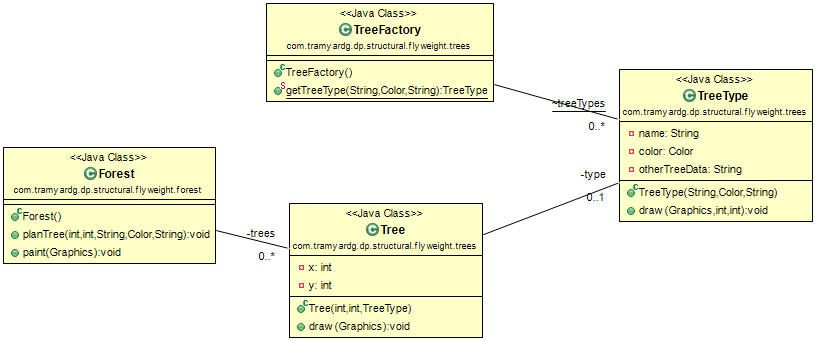 <<Java Class>>
TreeFactory
com.tramyardg.dp.structural.flyweight.trees
TreeFactory()
getTreeType(String,Color,String):TreeType
~treeTypes
0..*
<<Java Class>>
TreeType
com.tramyardg.dp.structural.flyweight.trees
name: String
color: Color
otherTreeData: String
TreeType(String,Color,String)
draw(Graphics,int,int):void
-type
0..1
<<Java Class>>
Forest
com.tramyardg.dp.structural.flyweight.forest
Forest()
planTree(int,int,String,Color,String):void
paint(Graphics):void
-trees
0..*
<<Java Class>>
Tree
com.tramyardg.dp.structural.flyweight.trees
x: int
y: int
Tree(int,int,TreeType)
draw(Graphics):void